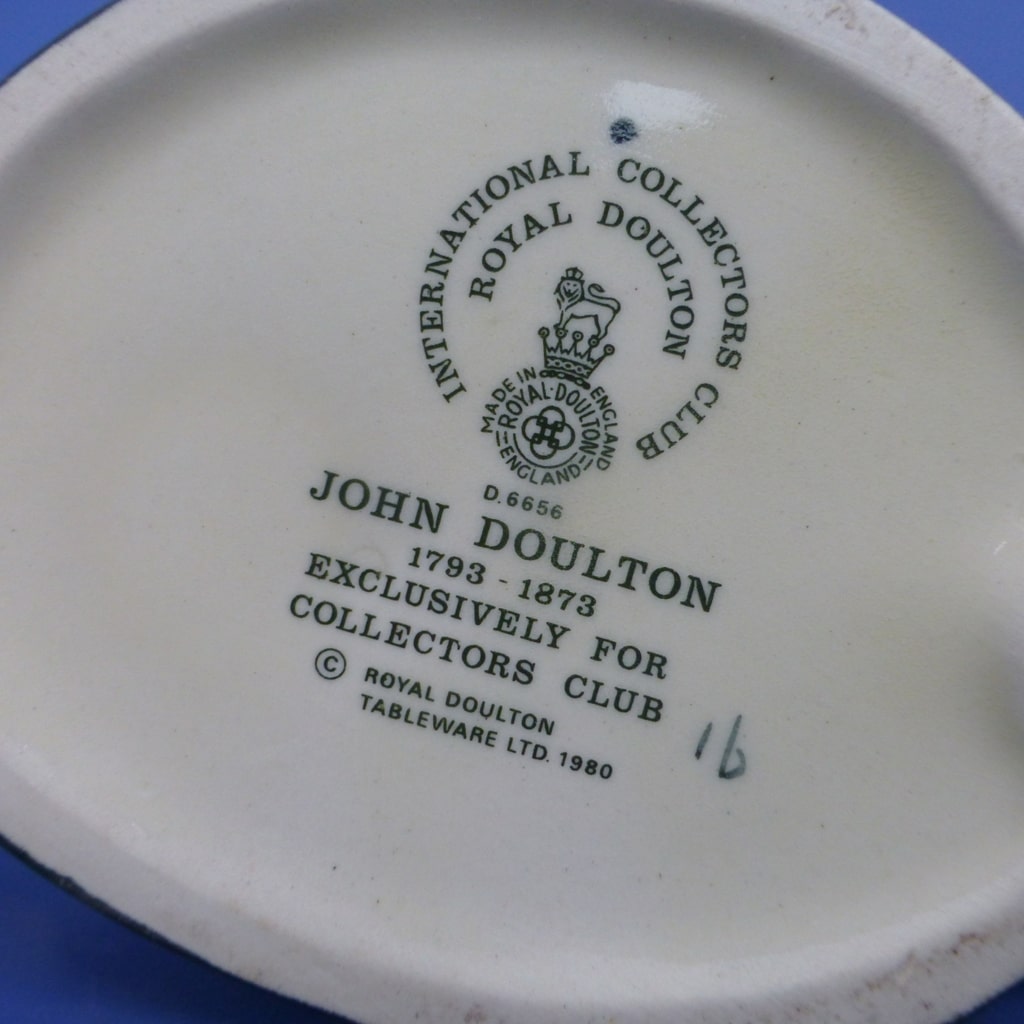 INTERNATIONAL COLLECTORS CLUB
ROYAL DOULTON
MADE IN ENGLAND
ROYAL·DOULTON
ENGLAND
D.6656
JOHN DOULTON
1793 - 1873
EXCLUSIVELY FOR
COLLECTORS CLUB
© ROYAL DOULTON
TABLEWARE LTD. 1980
16